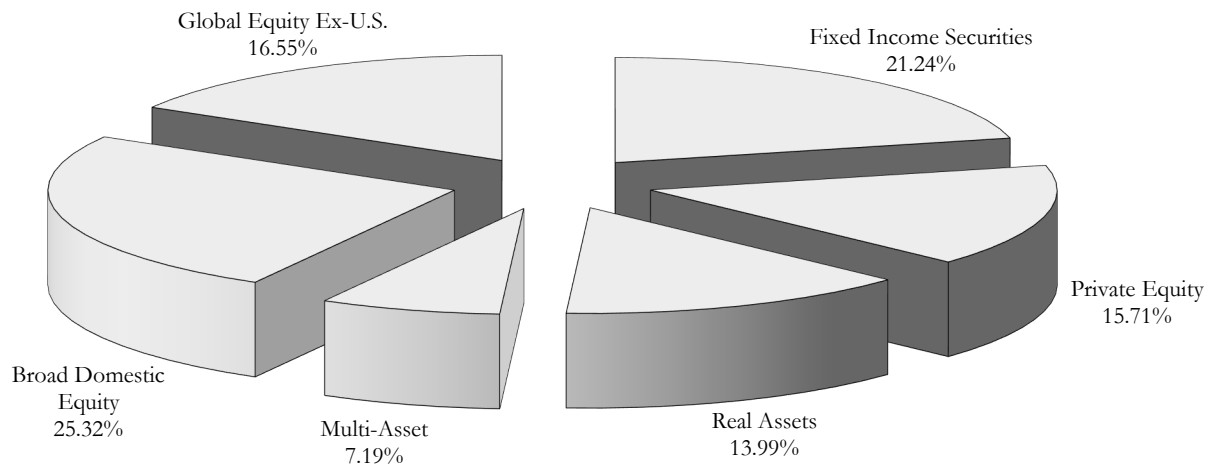 Global Equity Ex-U.S.
16.55%
Fixed Income Securities
21.24%
Private Equity
15.71%
Broad Domestic
Equity
25.32%
Multi-Asset
7.19%
Real Assets
13.99%